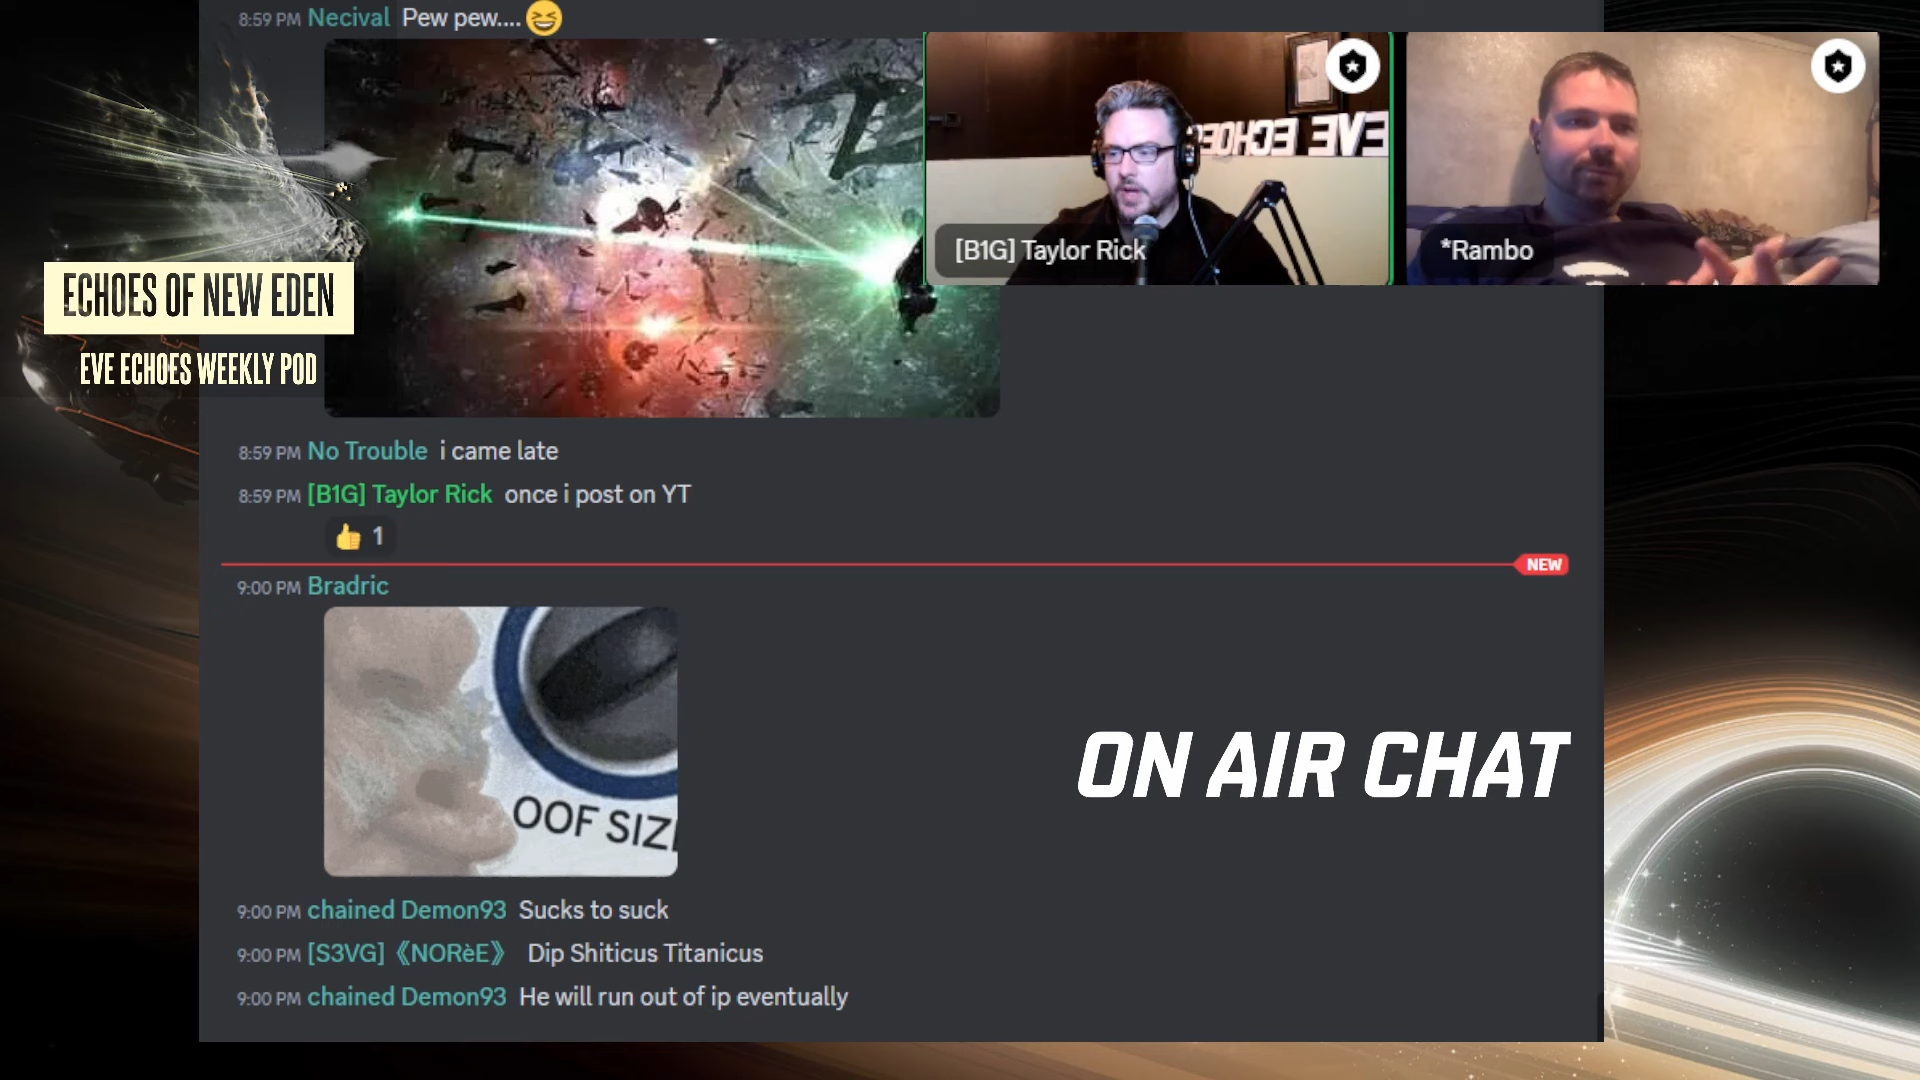 8:59 PM Necival Pew pew....😆
EVE ECHOES
[B1G] Taylor Rick
*Rambo
ECHOES OF NEW EDEN
EVE ECHOES WEEKLY POD
8:59 PM No Trouble i came late
8:59 PM [B1G] Taylor Rick once i post on YT
👍 1
NEW
9:00 PM Bradric
OOF SIZE
ON AIR CHAT
9:00 PM chained Demon93 Sucks to suck
9:00 PM [S3VG]《NORèE》 Dip Shiticus Titanicus
9:00 PM chained Demon93 He will run out of ip eventually